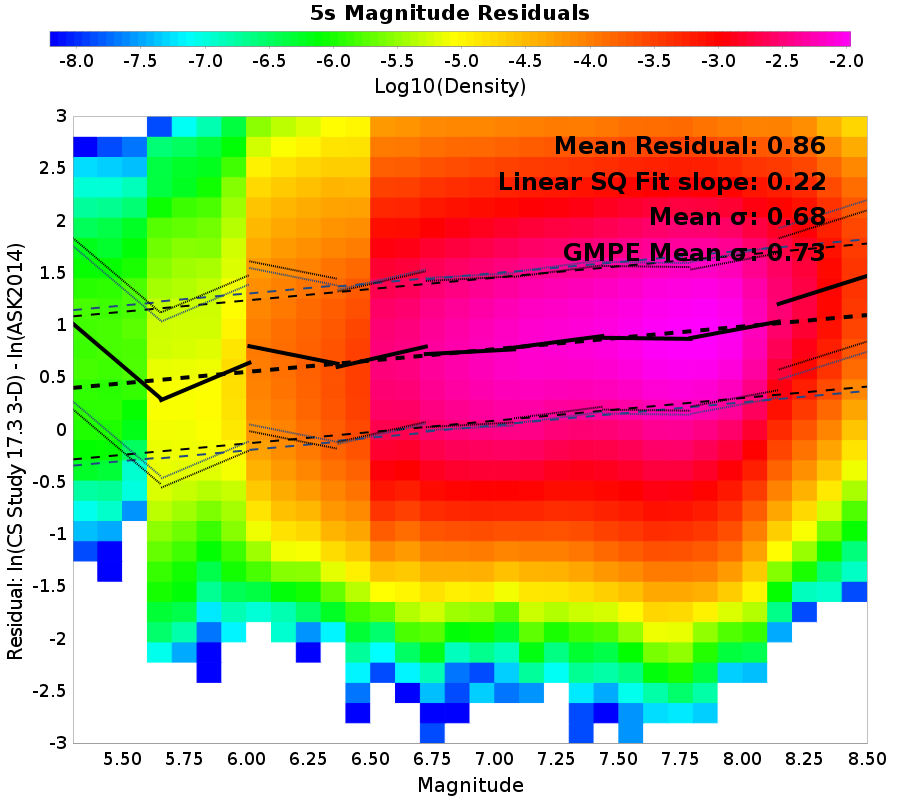 5s Magnitude Residuals
-8.0 -7.5 -7.0 -6.5 -6.0 -5.5 -5.0 -4.5 -4.0 -3.5 -3.0 -2.5 -2.0
Log10(Density)
Mean Residual: 0.86
Linear SQ Fit slope: 0.22
Mean σ: 0.68
GMPE Mean σ: 0.73
Residual: ln(CS Study 17.3 3-D) - ln(ASK2014)
3
2.5
2
1.5
1
0.5
0
-0.5
-1
-1.5
-2
-2.5
-3
5.50 5.75 6.00 6.25 6.50 6.75 7.00 7.25 7.50 7.75 8.00 8.25 8.50
Magnitude